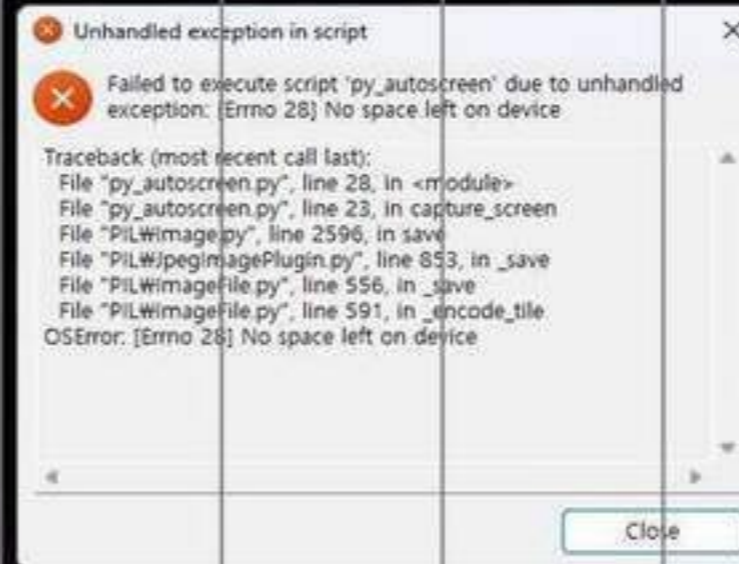 Unhandled exception in script
Failed to execute script 'py_autoscreen' due to unhandled
exception: [Errno 28] No space left on device
Traceback (most recent call last):
File "py_autoscreen.py", line 28, in <module>
File "py_autoscreen.py", line 23, in capture_screen
File "PIL₩Image.py", line 2596, in save
File "PIL₩JpegImagePlugin.py", line 853, in _save
File "PIL₩ImageFile.py", line 556, in _save
File "PIL₩ImageFile.py", line 591, in _encode_tile
OSError: [Errno 28] No space left on device
Close